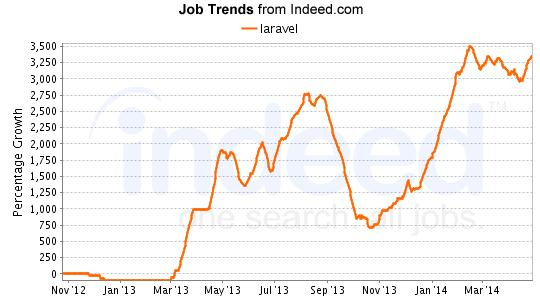 Job Trends from Indeed.com
laravel
Percentage Growth
3,500
3,250
3,000
2,750
2,500
2,250
2,000
1,750
1,500
1,250
1,000
750
500
250
0
indeed™
one search. all jobs
Nov '12 Jan '13 Mar '13 May '13 Jul '13 Sep '13 Nov '13 Jan '14 Mar '14